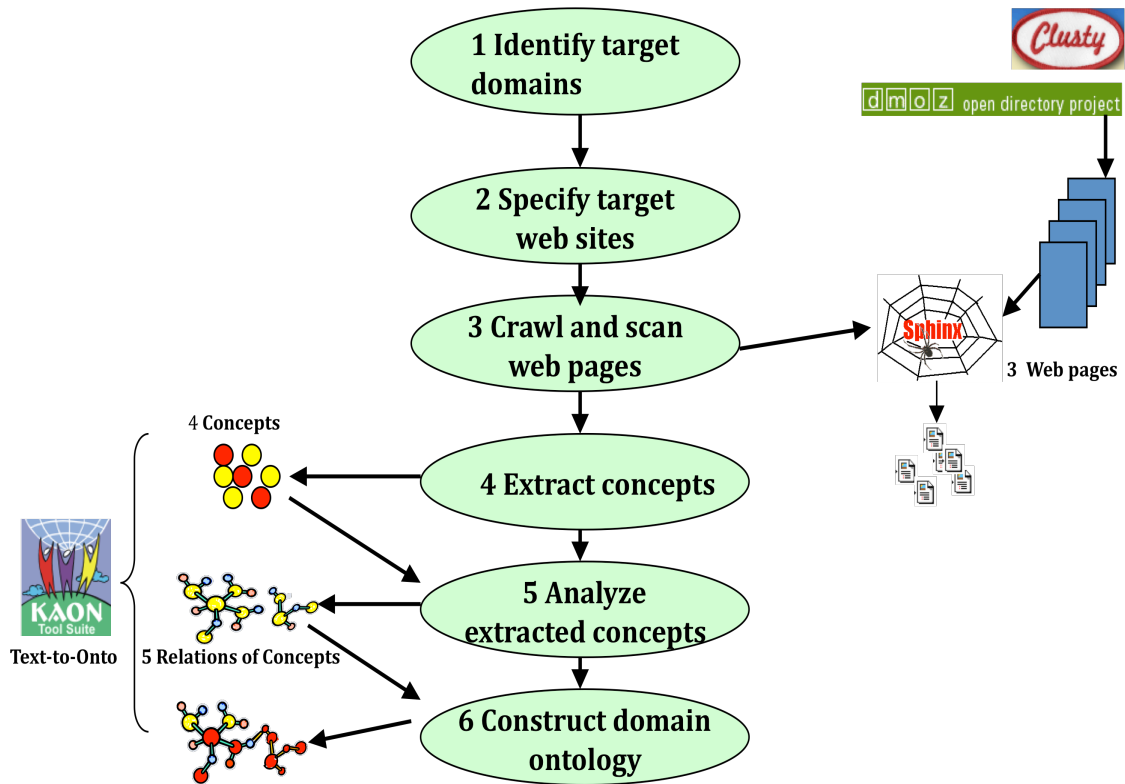 1 Identify target
domains
Clusty
dmoz open directory project
2 Specify target
web sites
3 Crawl and scan
web pages
Sphinx
3 Web pages
4 Concepts
4 Extract concepts
KAON
Tool Suite
Text-to-Onto
5 Analyze
extracted concepts
5 Relations of Concepts
6 Construct domain
ontology